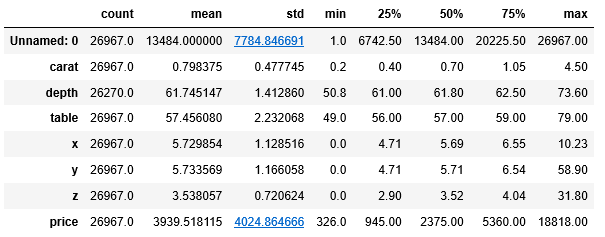 count mean std min 25% 50% 75% max
Unnamed: 0 26967.0 13484.000000 7784.846691 1.0 6742.50 13484.00 20225.50 26967.00
carat 26967.0 0.798375 0.477745 0.2 0.40 0.70 1.05 4.50
depth 26270.0 61.745147 1.412860 50.8 61.00 61.80 62.50 73.60
table 26967.0 57.456080 2.232068 49.0 56.00 57.00 59.00 79.00
x 26967.0 5.729854 1.128516 0.0 4.71 5.69 6.55 10.23
y 26967.0 5.733569 1.166058 0.0 4.71 5.71 6.54 58.90
z 26967.0 3.538057 0.720624 0.0 2.90 3.52 4.04 31.80
price 26967.0 3939.518115 4024.864666 326.0 945.00 2375.00 5360.00 18818.00